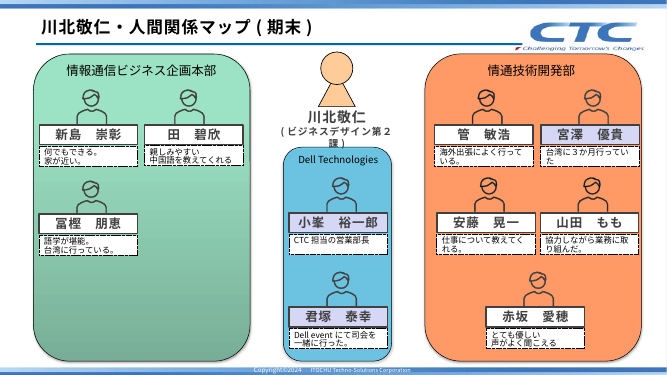 川北敬仁・人間関係マップ(期末)
CTC
Challenging Tomorrow's Changes
情報通信ビジネス企画本部
新島　崇彰
何でもできる。
家が近い。
田　碧欣
親しみやすい
中国語を教えてくれる
冨樫　朋恵
語学が堪能。
台湾に行っている。
川北敬仁
(ビジネスデザイン第２
課)
Dell Technologies
小峯　裕一郎
CTC 担当の営業部長
君塚　泰幸
Dell event にて司会を
一緒に行った。
情通技術開発部
管　敏浩
海外出張によく行って
いる。
宮澤　優貴
台湾に３か月行ってい
た
安藤　晃一
仕事について教えてく
れる。
山田　もも
協力しながら業務に取
り組んだ。
赤坂　愛穂
とても優しい
声がよく聞こえる
Copyright©2024　ITOCHU Techno-Solutions Corporation